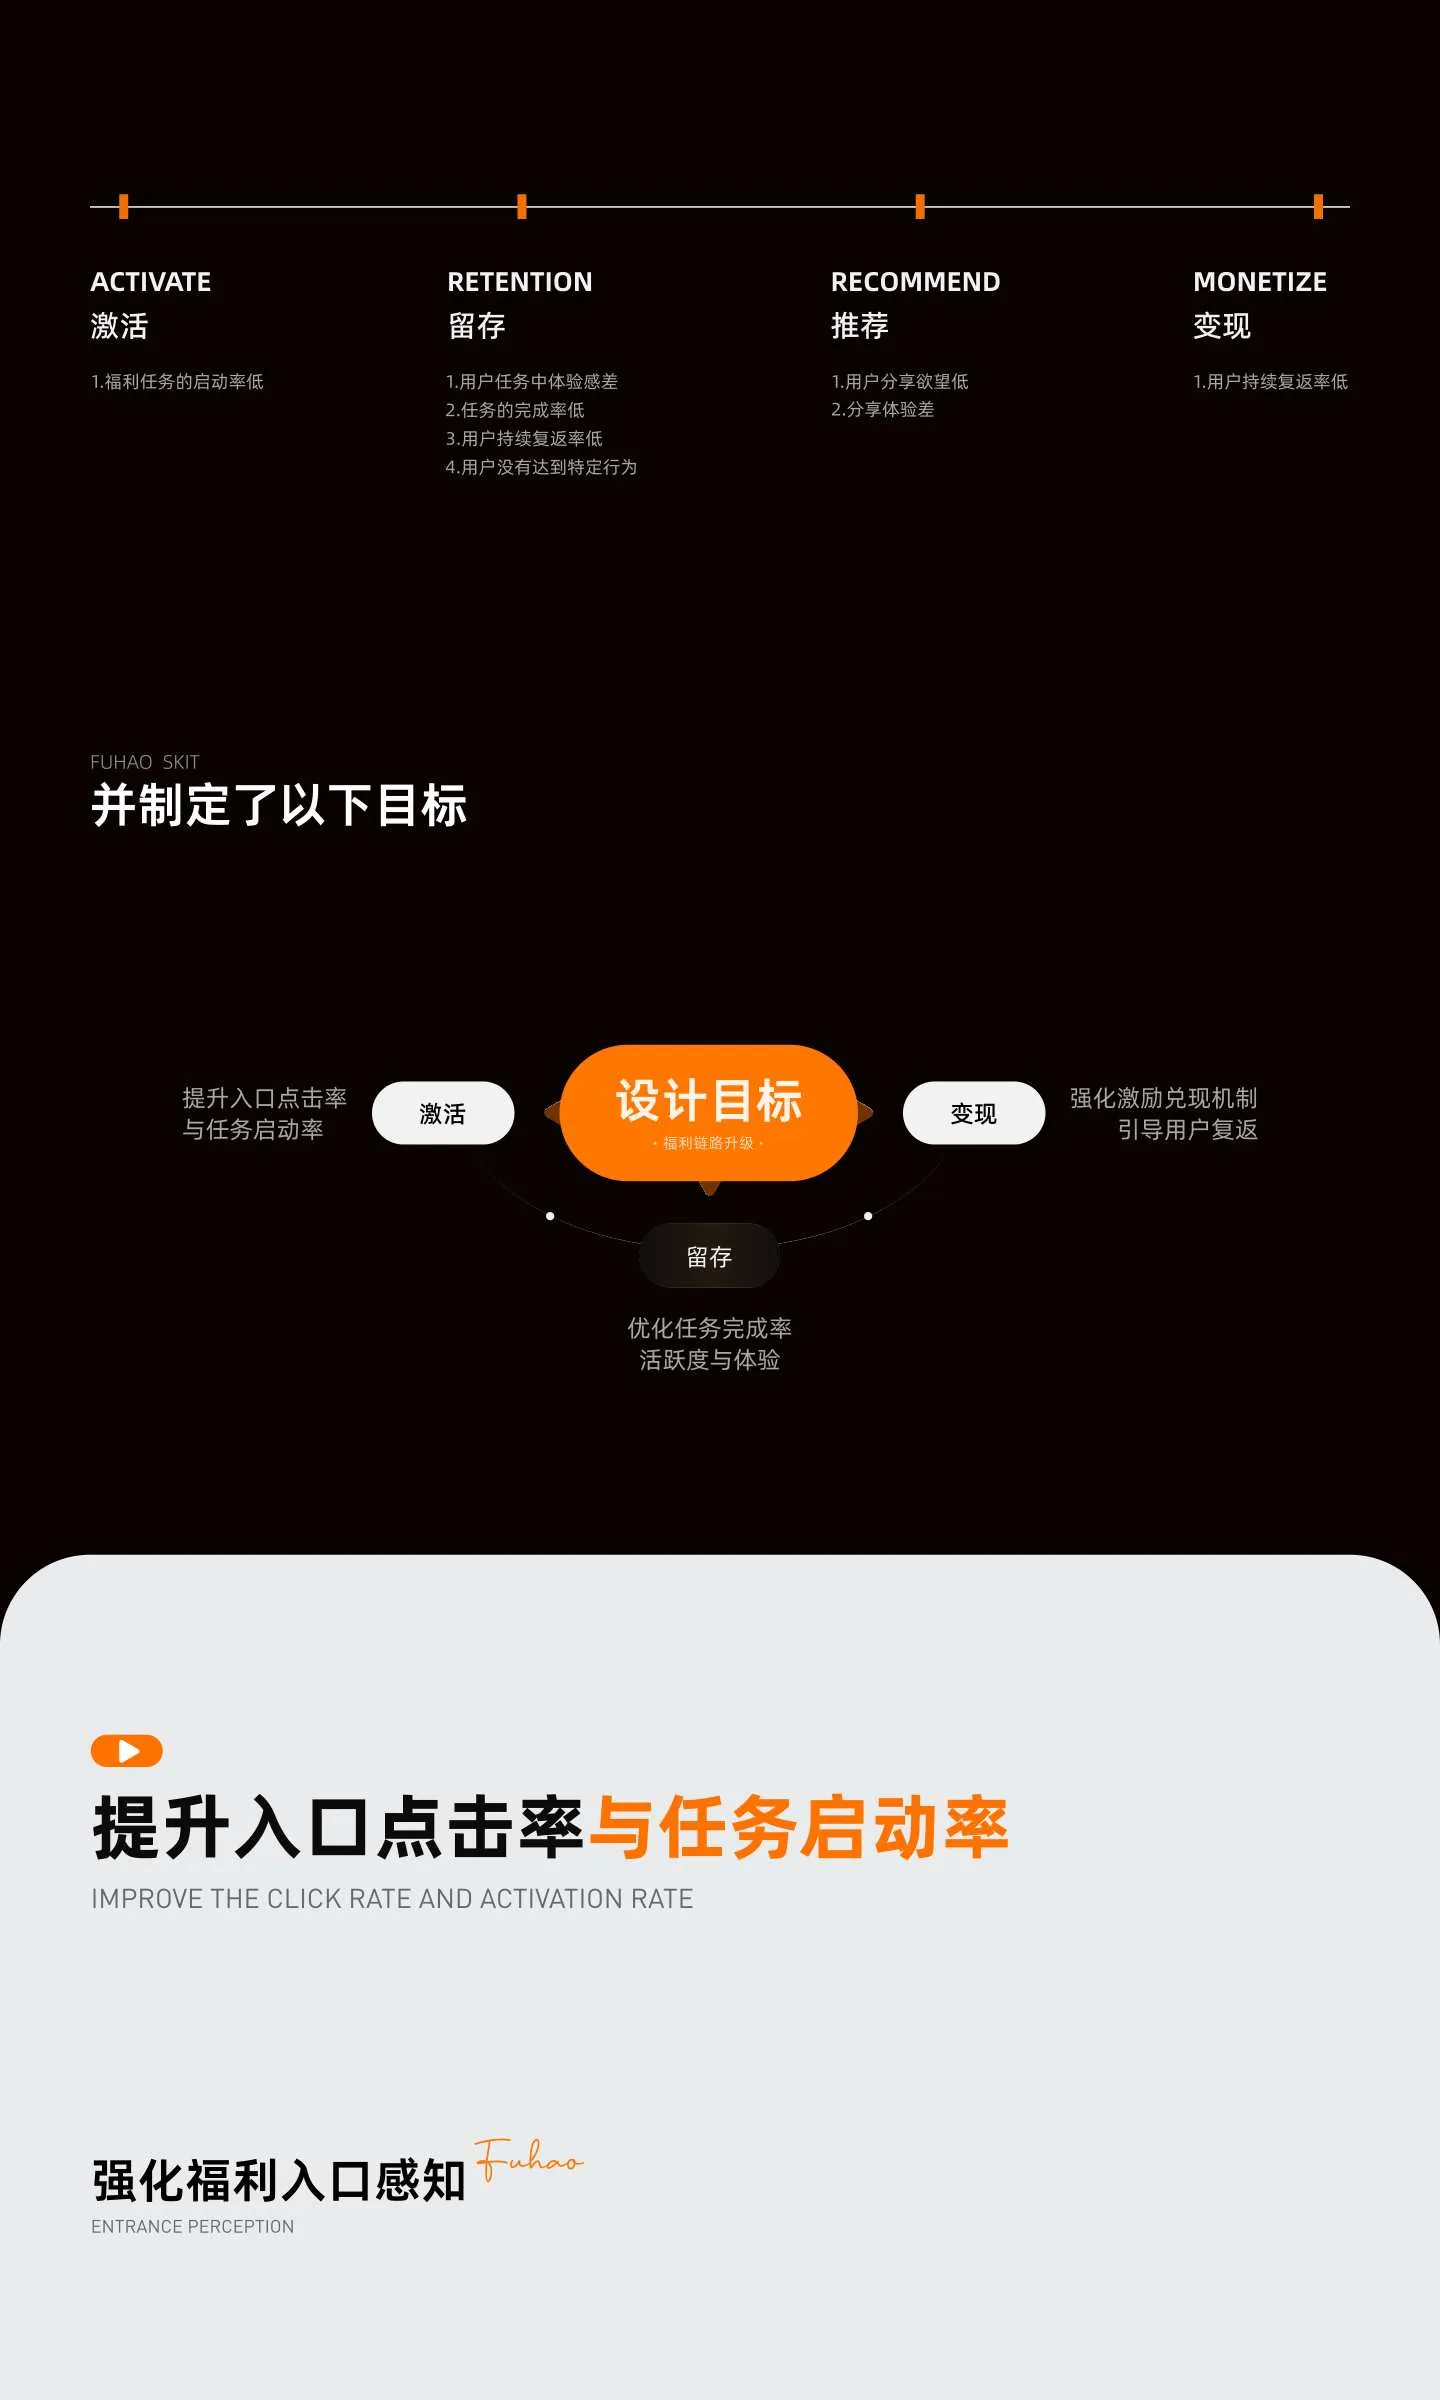 ACTIVATE
激活
1.福利任务的启动率低
RETENTION
留存
1.用户任务中体验感差
2.任务的完成率低
3.用户持续复返率低
4.用户没有达到特定行为
RECOMMEND
推荐
1.用户分享欲望低
2.分享体验差
MONETIZE
变现
1.用户持续复返率低
FUHAO SKIT
并制定了以下目标
提升入口点击率
与任务启动率
激活
设计目标
· 福利链路升级 ·
变现
强化激励兑现机制
引导用户复返
留存
优化任务完成率
活跃度与体验
提升入口点击率与任务启动率
IMPROVE THE CLICK RATE AND ACTIVATION RATE
强化福利入口感知
Fuhao
ENTRANCE PERCEPTION